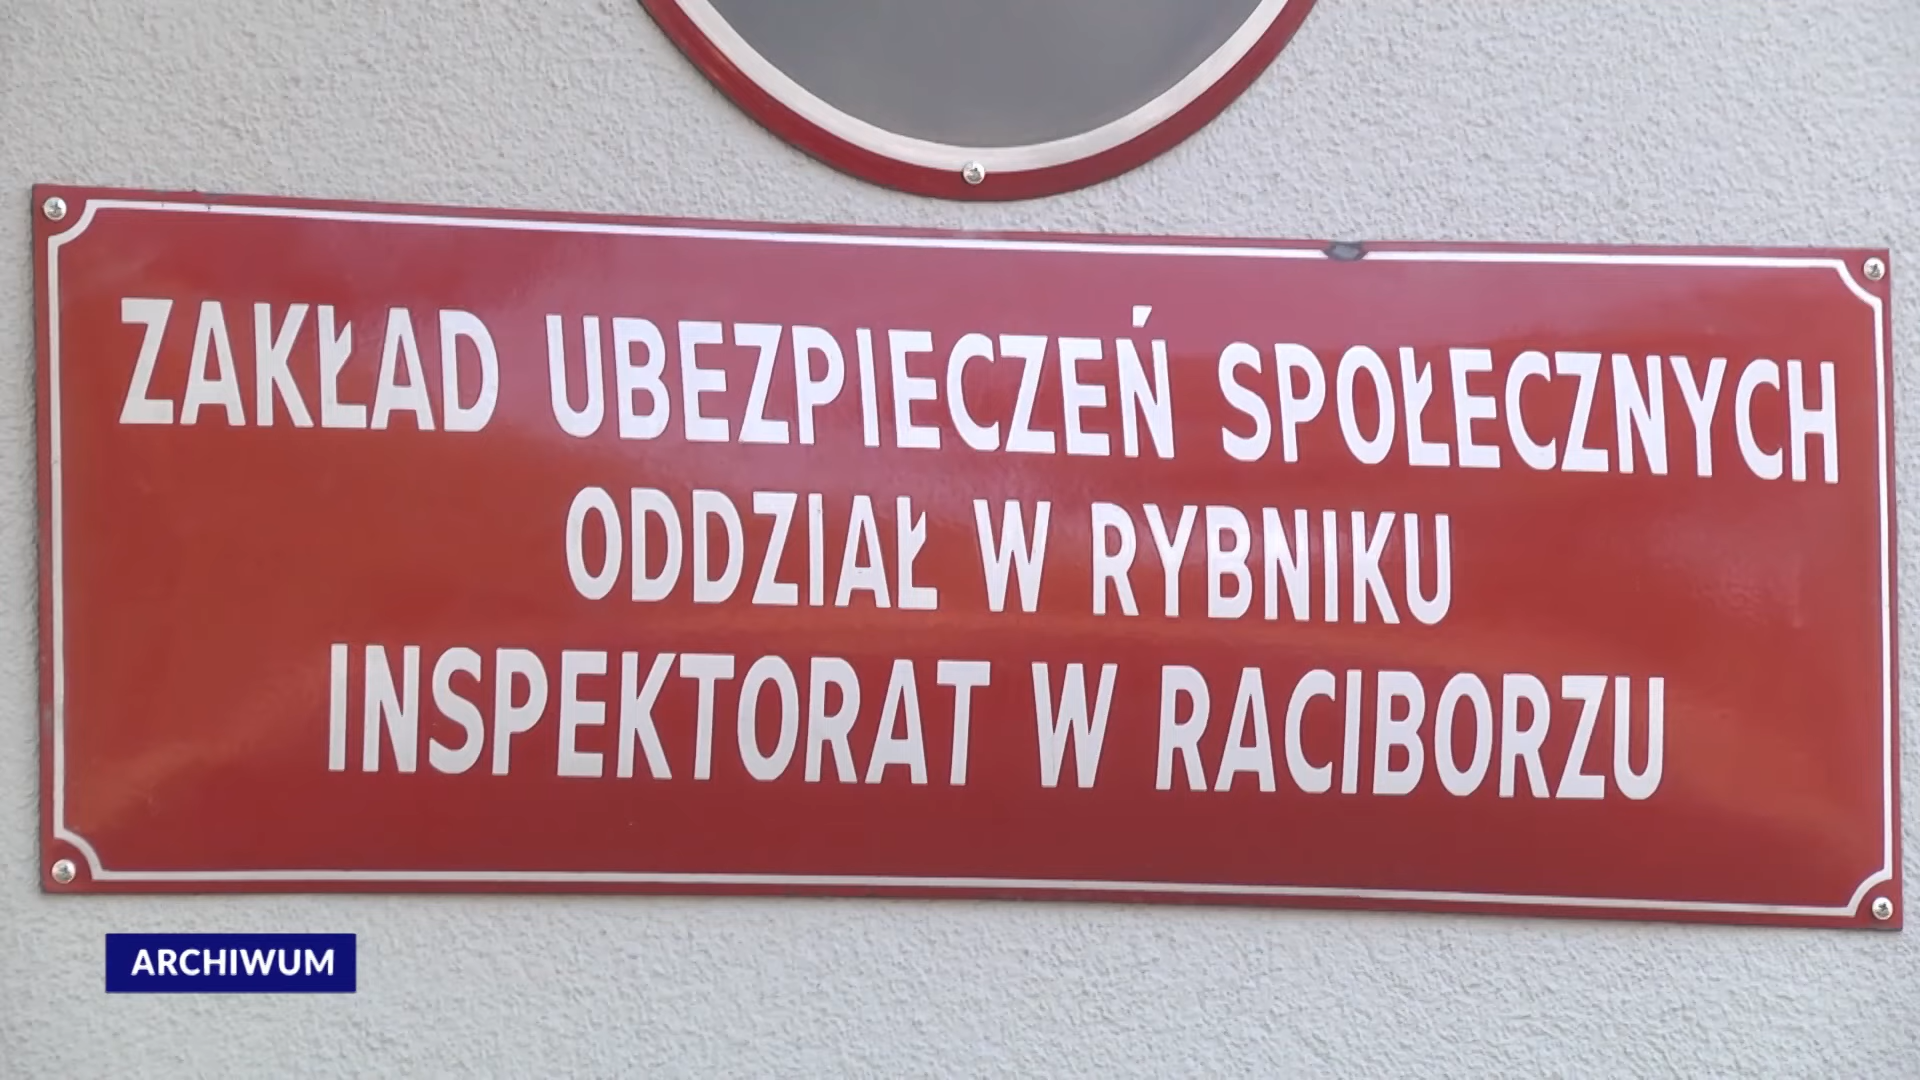 ZAKŁAD UBEZPIECZEŃ SPOŁECZNYCH
ODDZIAŁ W RYBNIKU
INSPEKTORAT W RACIBORZU
ARCHIWUM